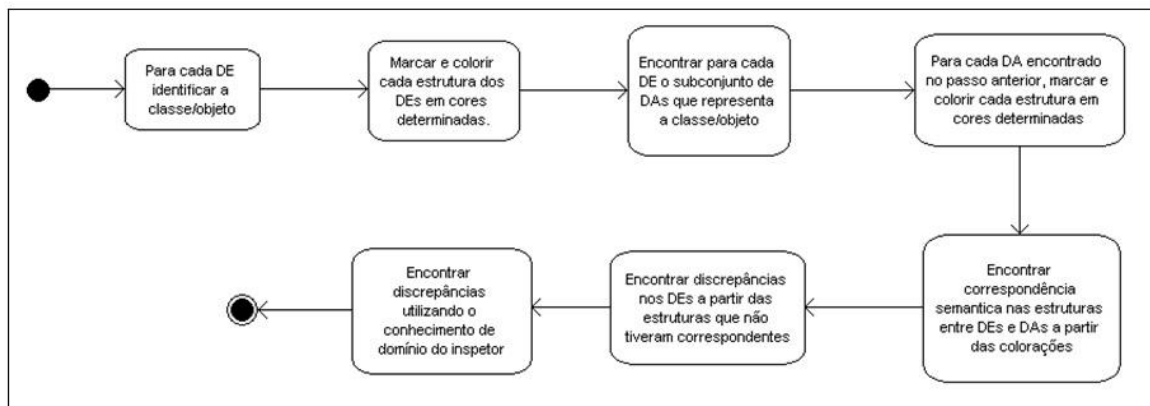 Para cada DE
identificar a
classe/objeto
Marcar e colorir
cada estrutura dos
DEs em cores
determinadas.
Encontrar para cada
DE o subconjunto de
DAs que representa
a classe/objeto
Para cada DA encontrado
no passo anterior, marcar e
colorir cada estrutura em
cores determinadas
Encontrar
correspondência
semantica nas estruturas
entre DEs e DAs a partir
das colorações
Encontrar discrepâncias
nos DEs a partir das
estruturas que não
tiveram correspondentes
Encontrar
discrepâncias
utilizando o
conhecimento de
domínio do inspetor